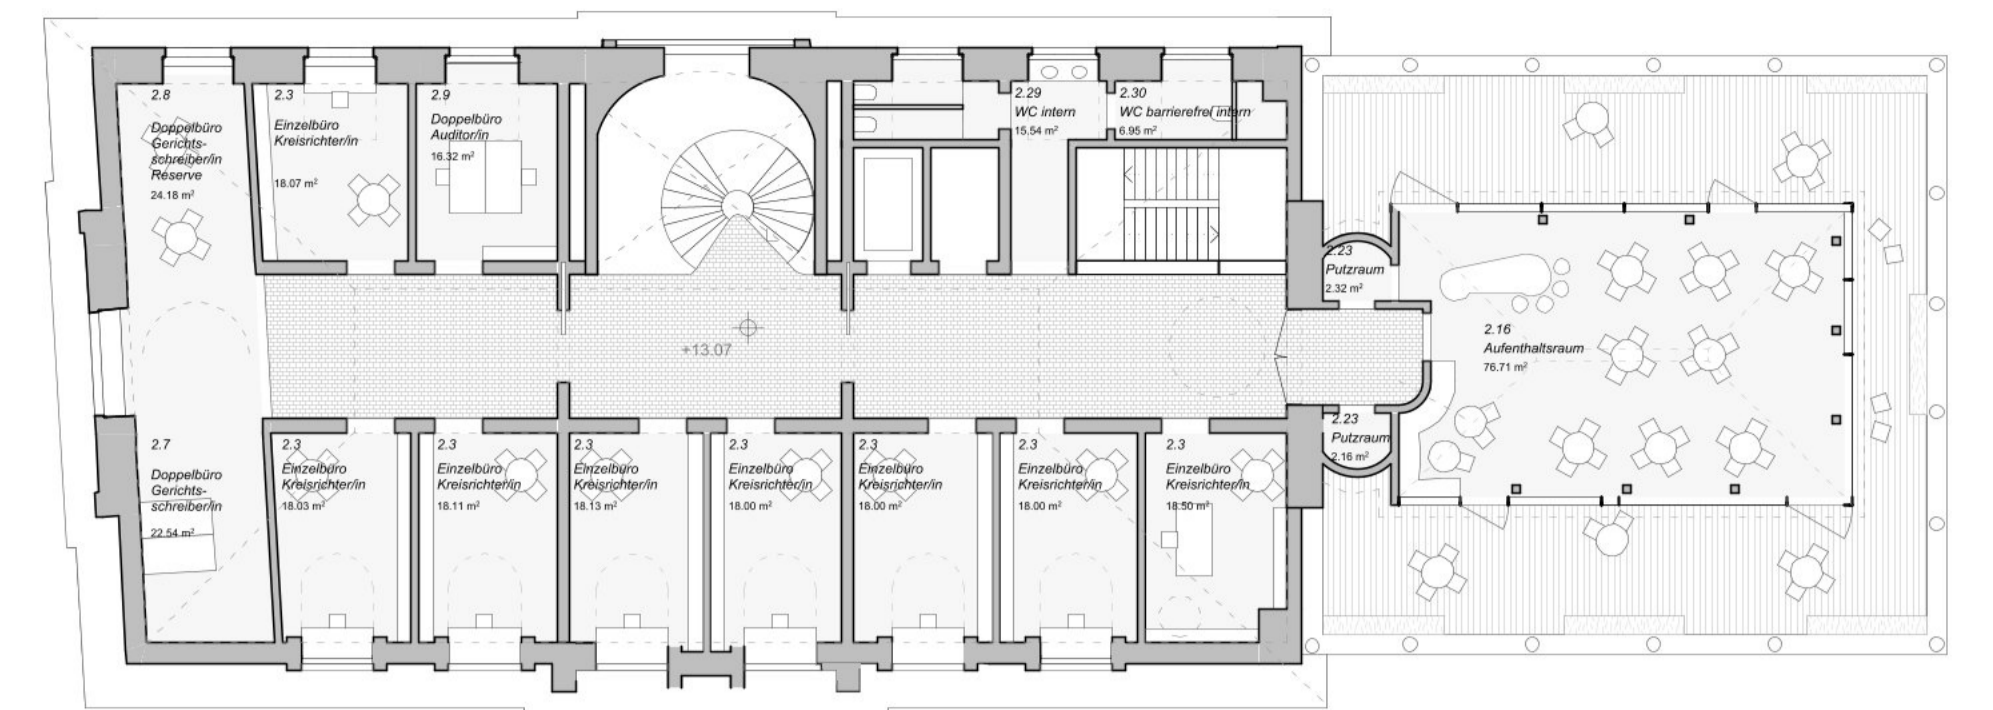 2.8
Doppelbüro
Gerichts-
schreiber/in
Reserve
24.18 m²
2.3
Einzelbüro
Kreisrichter/in
18.07 m²
2.9
Doppelbüro
Auditor/in
16.32 m²
2.29
WC intern
15.54 m²
2.30
WC barrierefrei intern
6.95 m²
2.23
Putzraum
2.32 m²
2.16
Aufenthaltsraum
76.71 m²
+13.07
2.23
Putzraum
2.16 m²
2.7
Doppelbüro
Gerichts-
schreiber/in
22.54 m²
2.3
Einzelbüro
Kreisrichter/in
18.03 m²
2.3
Einzelbüro
Kreisrichter/in
18.11 m²
2.3
Einzelbüro
Kreisrichter/in
18.13 m²
2.3
Einzelbüro
Kreisrichter/in
18.00 m²
2.3
Einzelbüro
Kreisrichter/in
18.00 m²
2.3
Einzelbüro
Kreisrichter/in
18.00 m²
2.3
Einzelbüro
Kreisrichter/in
18.50 m²